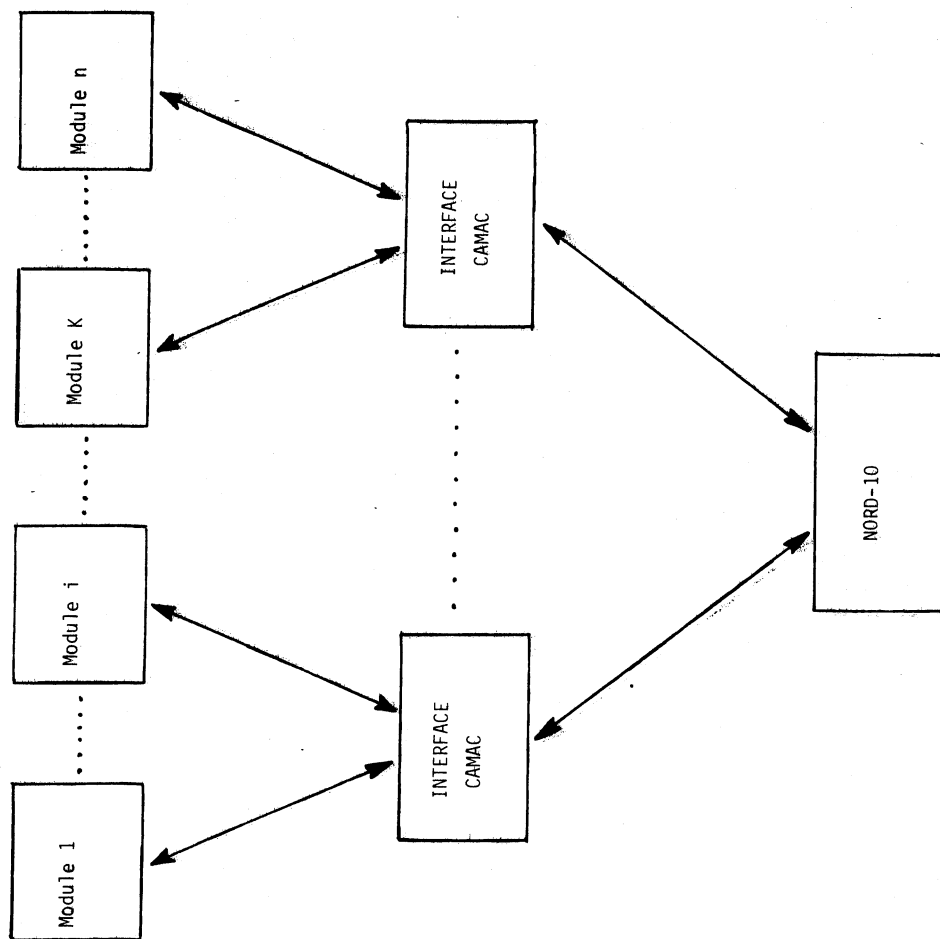 Module 1
Module i
Module K
Module n
INTERFACE
CAMAC
INTERFACE
CAMAC
NORD-10